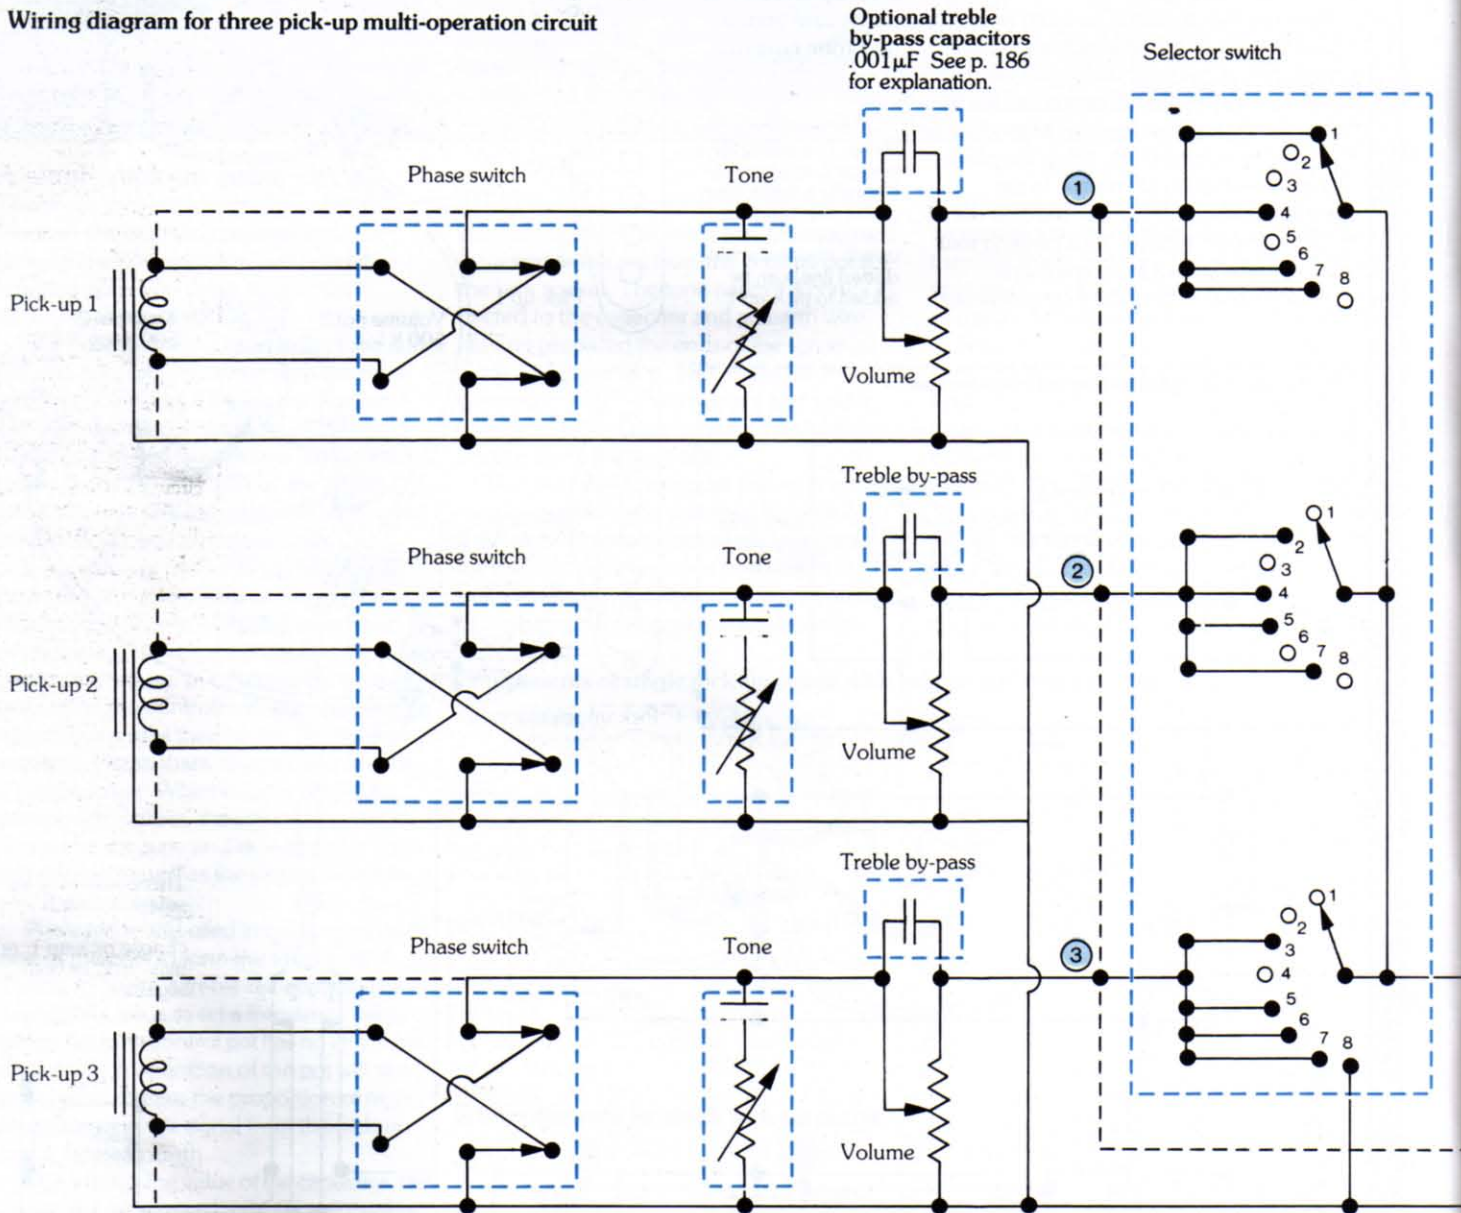 Wiring diagram for three pick-up multi-operation circuit
Optional treble
by-pass capacitors
.001µF See p. 186
for explanation.
Selector switch
Phase switch
Tone
1
1
2
3
4
5
6
7
8
Pick-up 1
Volume
Treble by-pass
Phase switch
Tone
2
1
2
3
4
5
6
7
8
Pick-up 2
Volume
Treble by-pass
Phase switch
Tone
3
1
2
3
4
5
6
7
8
Pick-up 3
Volume